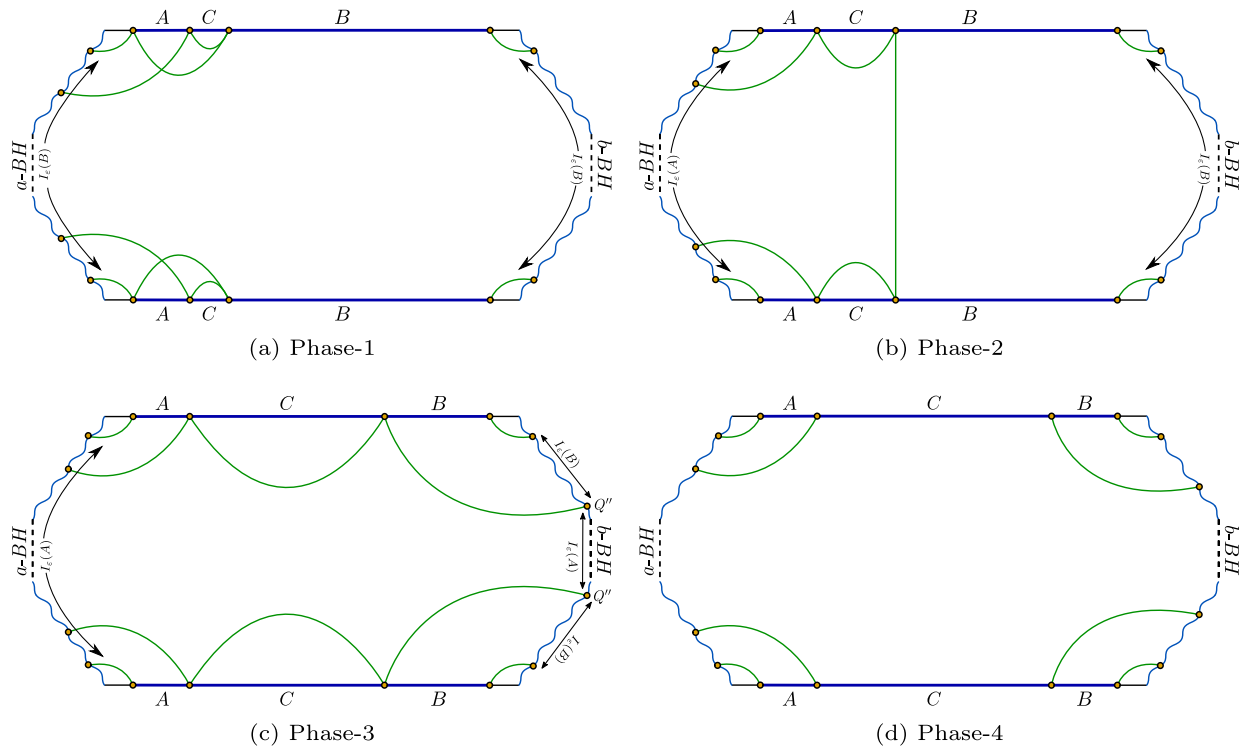 A C B
a-BH
I_ε̃(B)
I_ε̃(B)
b-BH
A C B
(a) Phase-1
A C B
a-BH
I_ε̃(A)
I_ε̃(B)
b-BH
A C B
(b) Phase-2
A C B
I_ε̃(B)
Q''
a-BH
I_ε̃(A)
I_ε̃(A)
b-BH
Q''
I_ε̃(B)
A C B
(c) Phase-3
A C B
a-BH
b-BH
A C B
(d) Phase-4